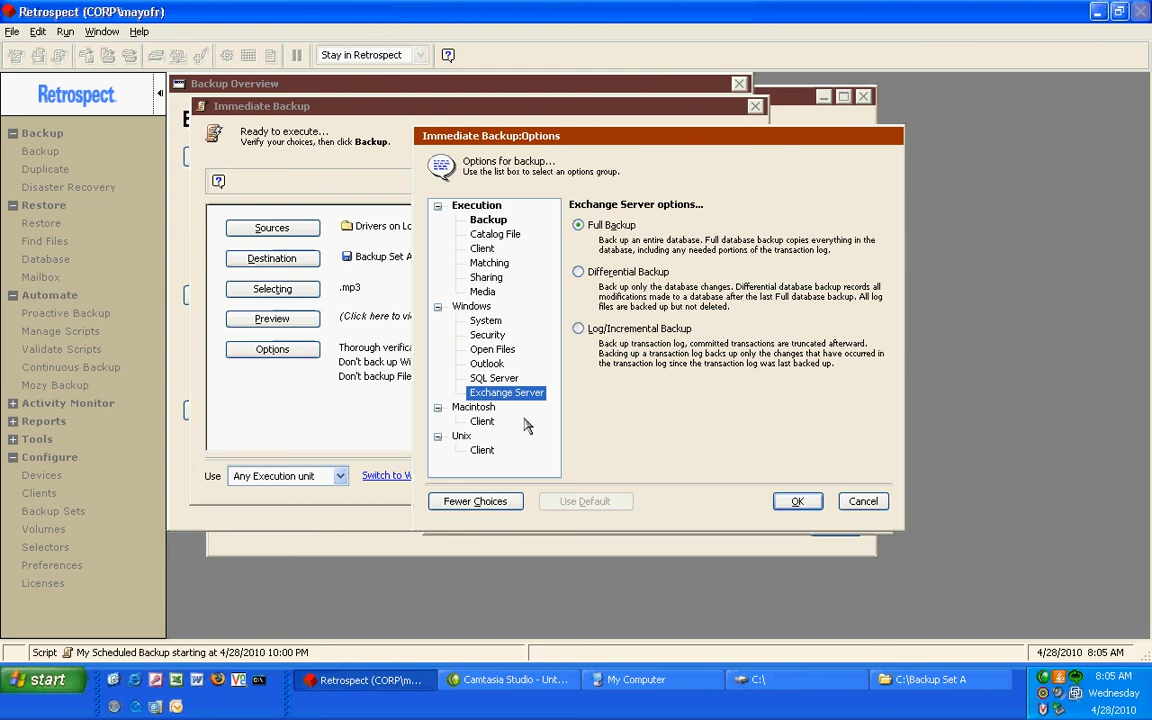 Retrospect (CORP\mayofr)
File Edit Run Window Help
Stay in Retrospect
Retrospect.
Backup
Backup
Duplicate
Disaster Recovery
Restore
Restore
Find Files
Database
Mailbox
Automate
Proactive Backup
Manage Scripts
Validate Scripts
Continuous Backup
Mozy Backup
Activity Monitor
Reports
Tools
Configure
Devices
Clients
Backup Sets
Volumes
Selectors
Preferences
Licenses
Backup Overview
Immediate Backup
Ready to execute...
Verify your choices, then click Backup.
Sources Drivers on Lo
Destination Backup Set A
Selecting .mp3
Preview (Click here to vi
Options Thorough verific
Don't back up Wi
Don't backup File
Use Any Execution unit Switch to W
Immediate Backup:Options
Options for backup...
Use the list box to select an options group.
Execution
Backup
Catalog File
Client
Matching
Sharing
Media
Windows
System
Security
Open Files
Outlook
SQL Server
Exchange Server
Macintosh
Client
Unix
Client
Exchange Server options...
Full Backup
Back up an entire database. Full database backup copies everything in the
database, including any needed portions of the transaction log.
Differential Backup
Back up only the database changes. Differential database backup records all
modifications made to a database after the last Full database backup. All log
files are backed up but not deleted.
Log/Incremental Backup
Back up transaction log, committed transactions are truncated afterward.
Backing up a transaction log backs up only the changes that have occurred in
the transaction log since the transaction log was last backed up.
Fewer Choices Use Default OK Cancel
Script My Scheduled Backup starting at 4/28/2010 10:00 PM
4/28/2010 8:05 AM
start
Retrospect (CORP\m...
Camtasia Studio - Unt...
My Computer
C:\
C:\Backup Set A
8:05 AM
Wednesday
4/28/2010